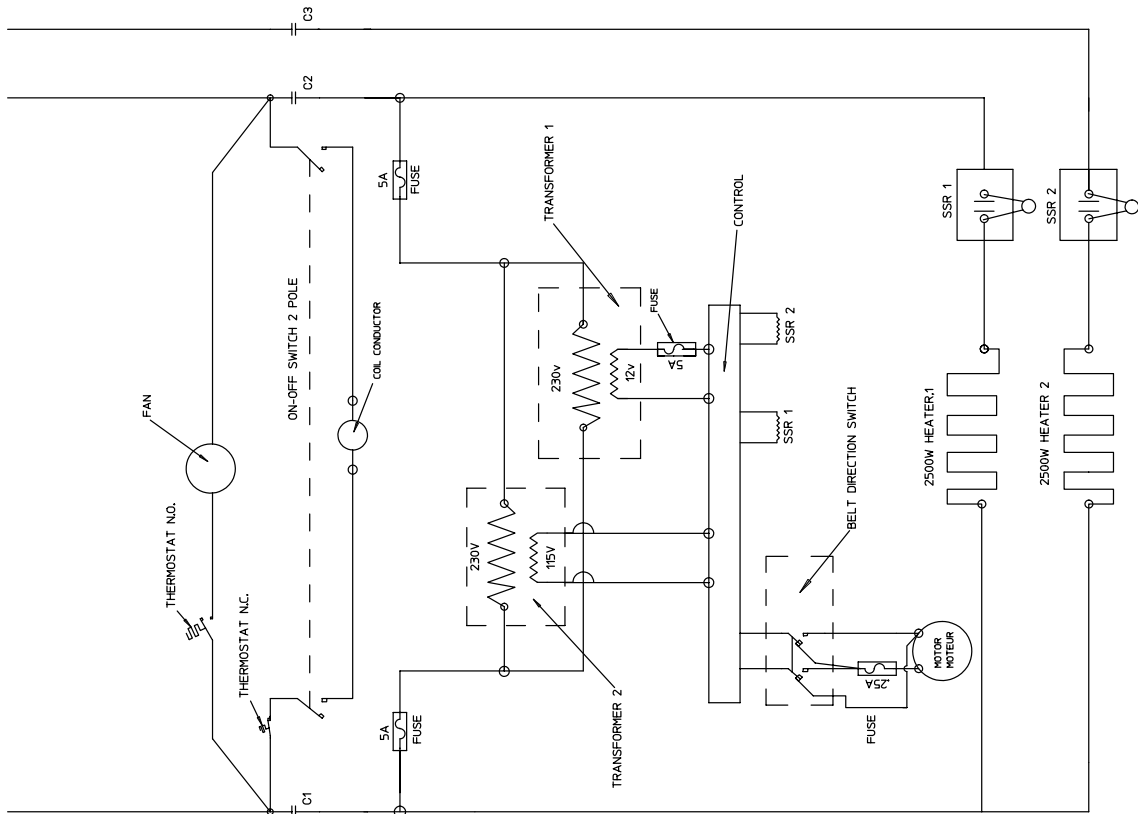 C3
C2
C1
FAN
THERMOSTAT N.O.
THERMOSTAT N.C.
ON-OFF SWITCH 2 POLE
COIL CONDUCTOR
5A
FUSE
5A
FUSE
TRANSFORMER 1
230v
12v
FUSE
5A
230V
115V
TRANSFORMER 2
CONTROL
SSR 2
SSR 1
BELT DIRECTION SWITCH
.25A
FUSE
MOTOR
MOTEUR
SSR 1
SSR 2
2500W HEATER.1
2500W HEATER 2